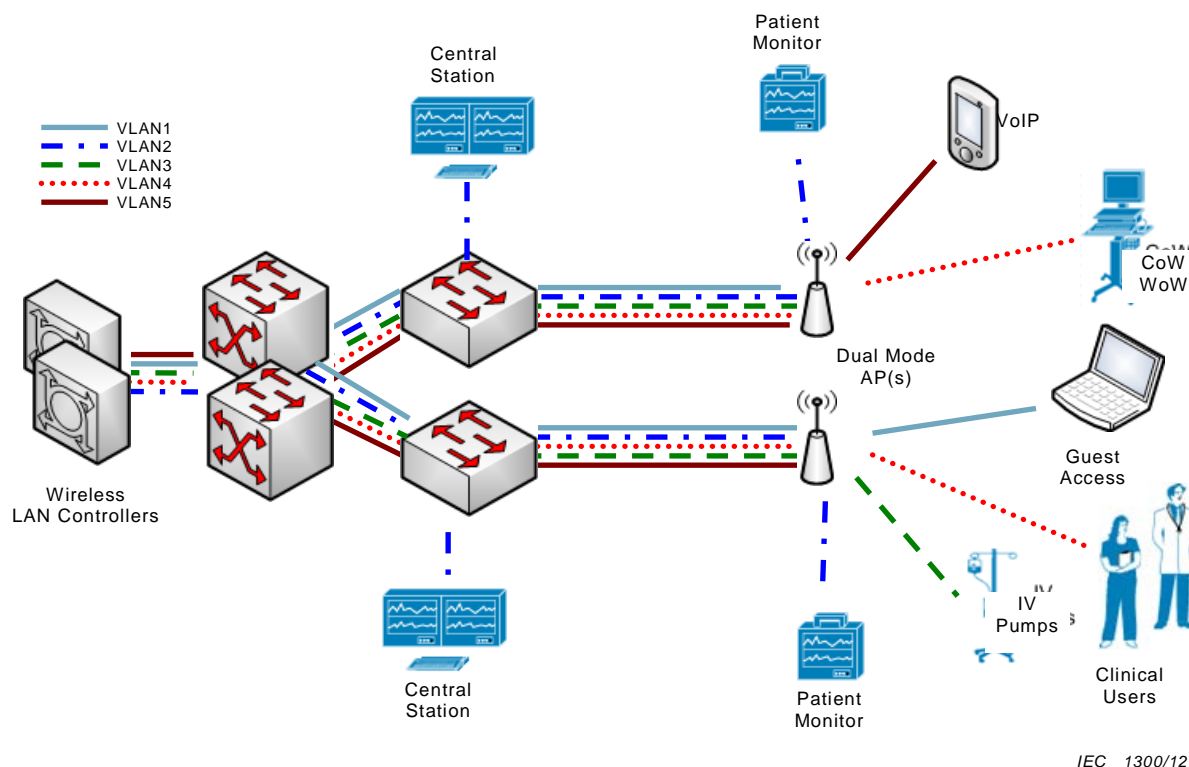 Patient
Monitor
Central
Station
VoIP
VLAN1
VLAN2
VLAN3
VLAN4
VLAN5
CoW
CoW
WoW
Dual Mode
AP(s)
Guest
Access
Wireless
LAN Controllers
IV
Pumps
Central
Station
Patient
Monitor
Clinical
Users
IEC 1300/12